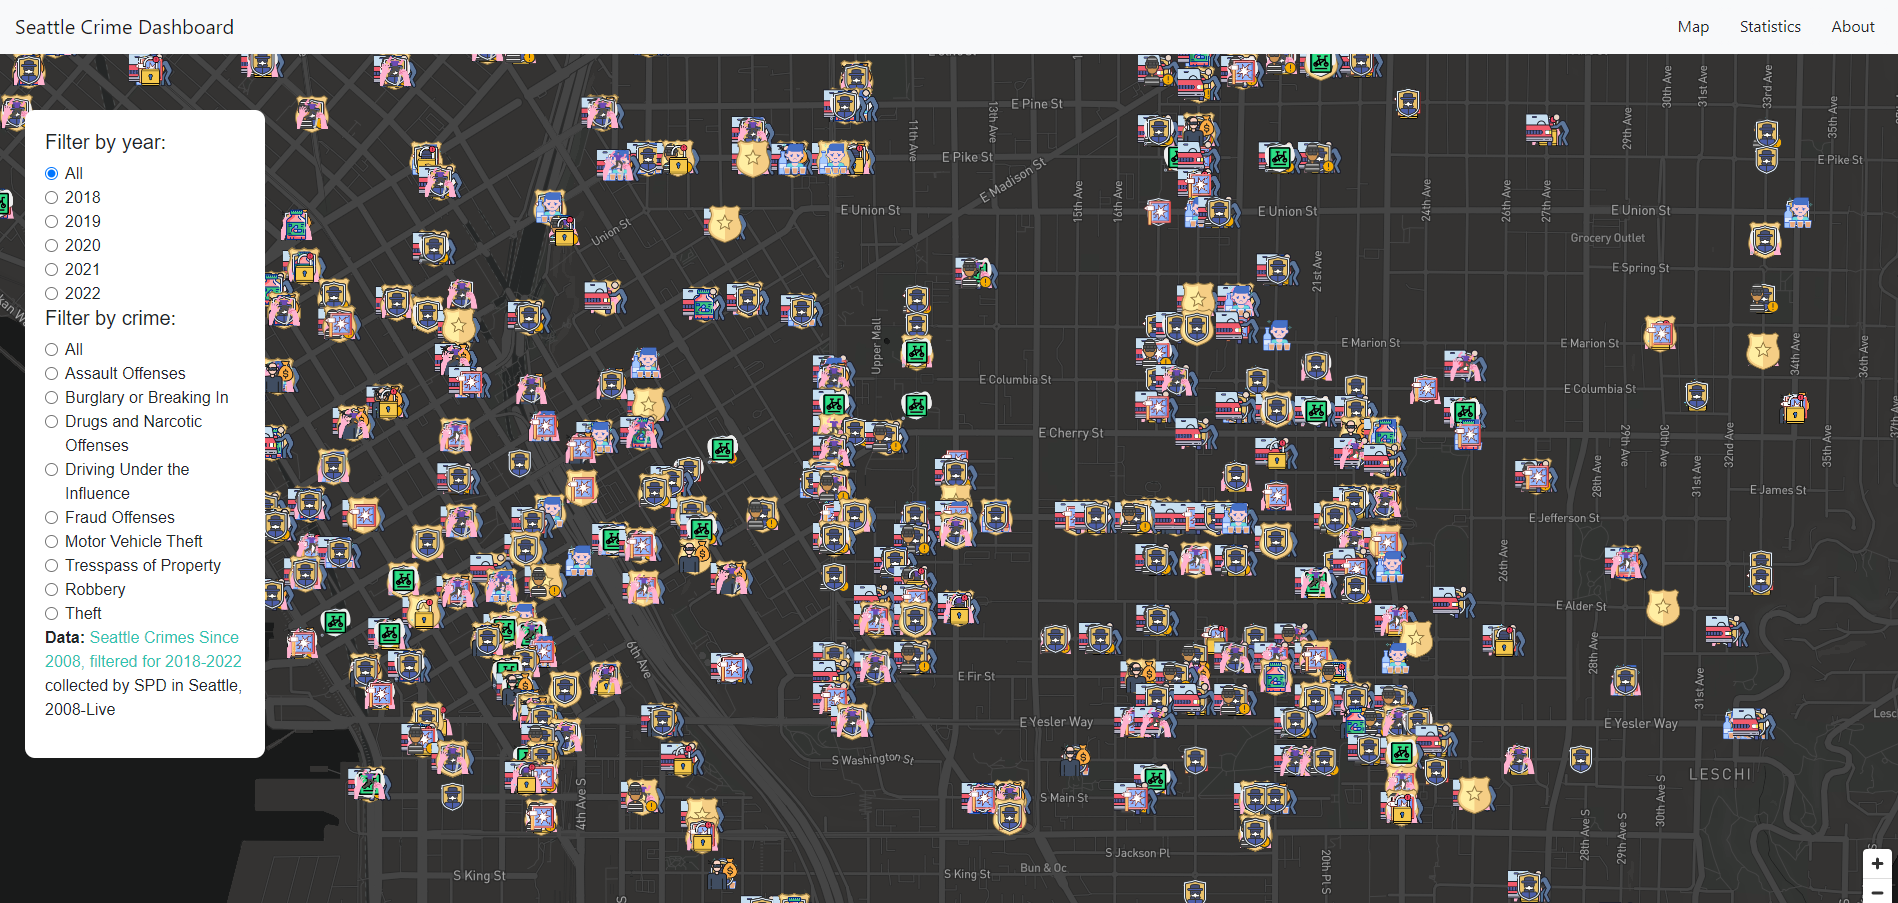 Seattle Crime Dashboard
Map
Statistics
About
Filter by year:
All
2018
2019
2020
2021
2022
Filter by crime:
All
Assault Offenses
Burglary or Breaking In
Drugs and Narcotic
Offenses
Driving Under the
Influence
Fraud Offenses
Motor Vehicle Theft
Tresspass of Property
Robbery
Theft
Data: Seattle Crimes Since
2008, filtered for 2018-2022
collected by SPD in Seattle,
2008-Live
E Pine St
E Pike St
E Pike St
11th Ave
13th Ave
E Madison St
15th Ave
16th Ave
E Union St
E Union St
E Union St
Union St
Grocery Outlet
E Spring St
21st Ave
24th Ave
26th Ave
27th Ave
29th Ave
30th Ave
31st Ave
33rd Ave
35th Ave
Upper Mall
E Marion St
E Marion St
34th Ave
36th Ave
E Columbia St
E Columbia St
E Cherry St
28th Ave
29th Ave
30th Ave
31st Ave
32nd Ave
35th Ave
37th Ave
E James St
E Jefferson St
26th Ave
E Alder St
28th Ave
6th Ave
E Fir St
31st Ave
E Yesler Way
E Yesler Way
S Washington St
LESCHI
S Main St
4th Ave S
30th Ave S
28th Ave S
29th Ave S
S Jackson Pl
20th Pl S
S King St
S King St
Bun & Oc
+
−